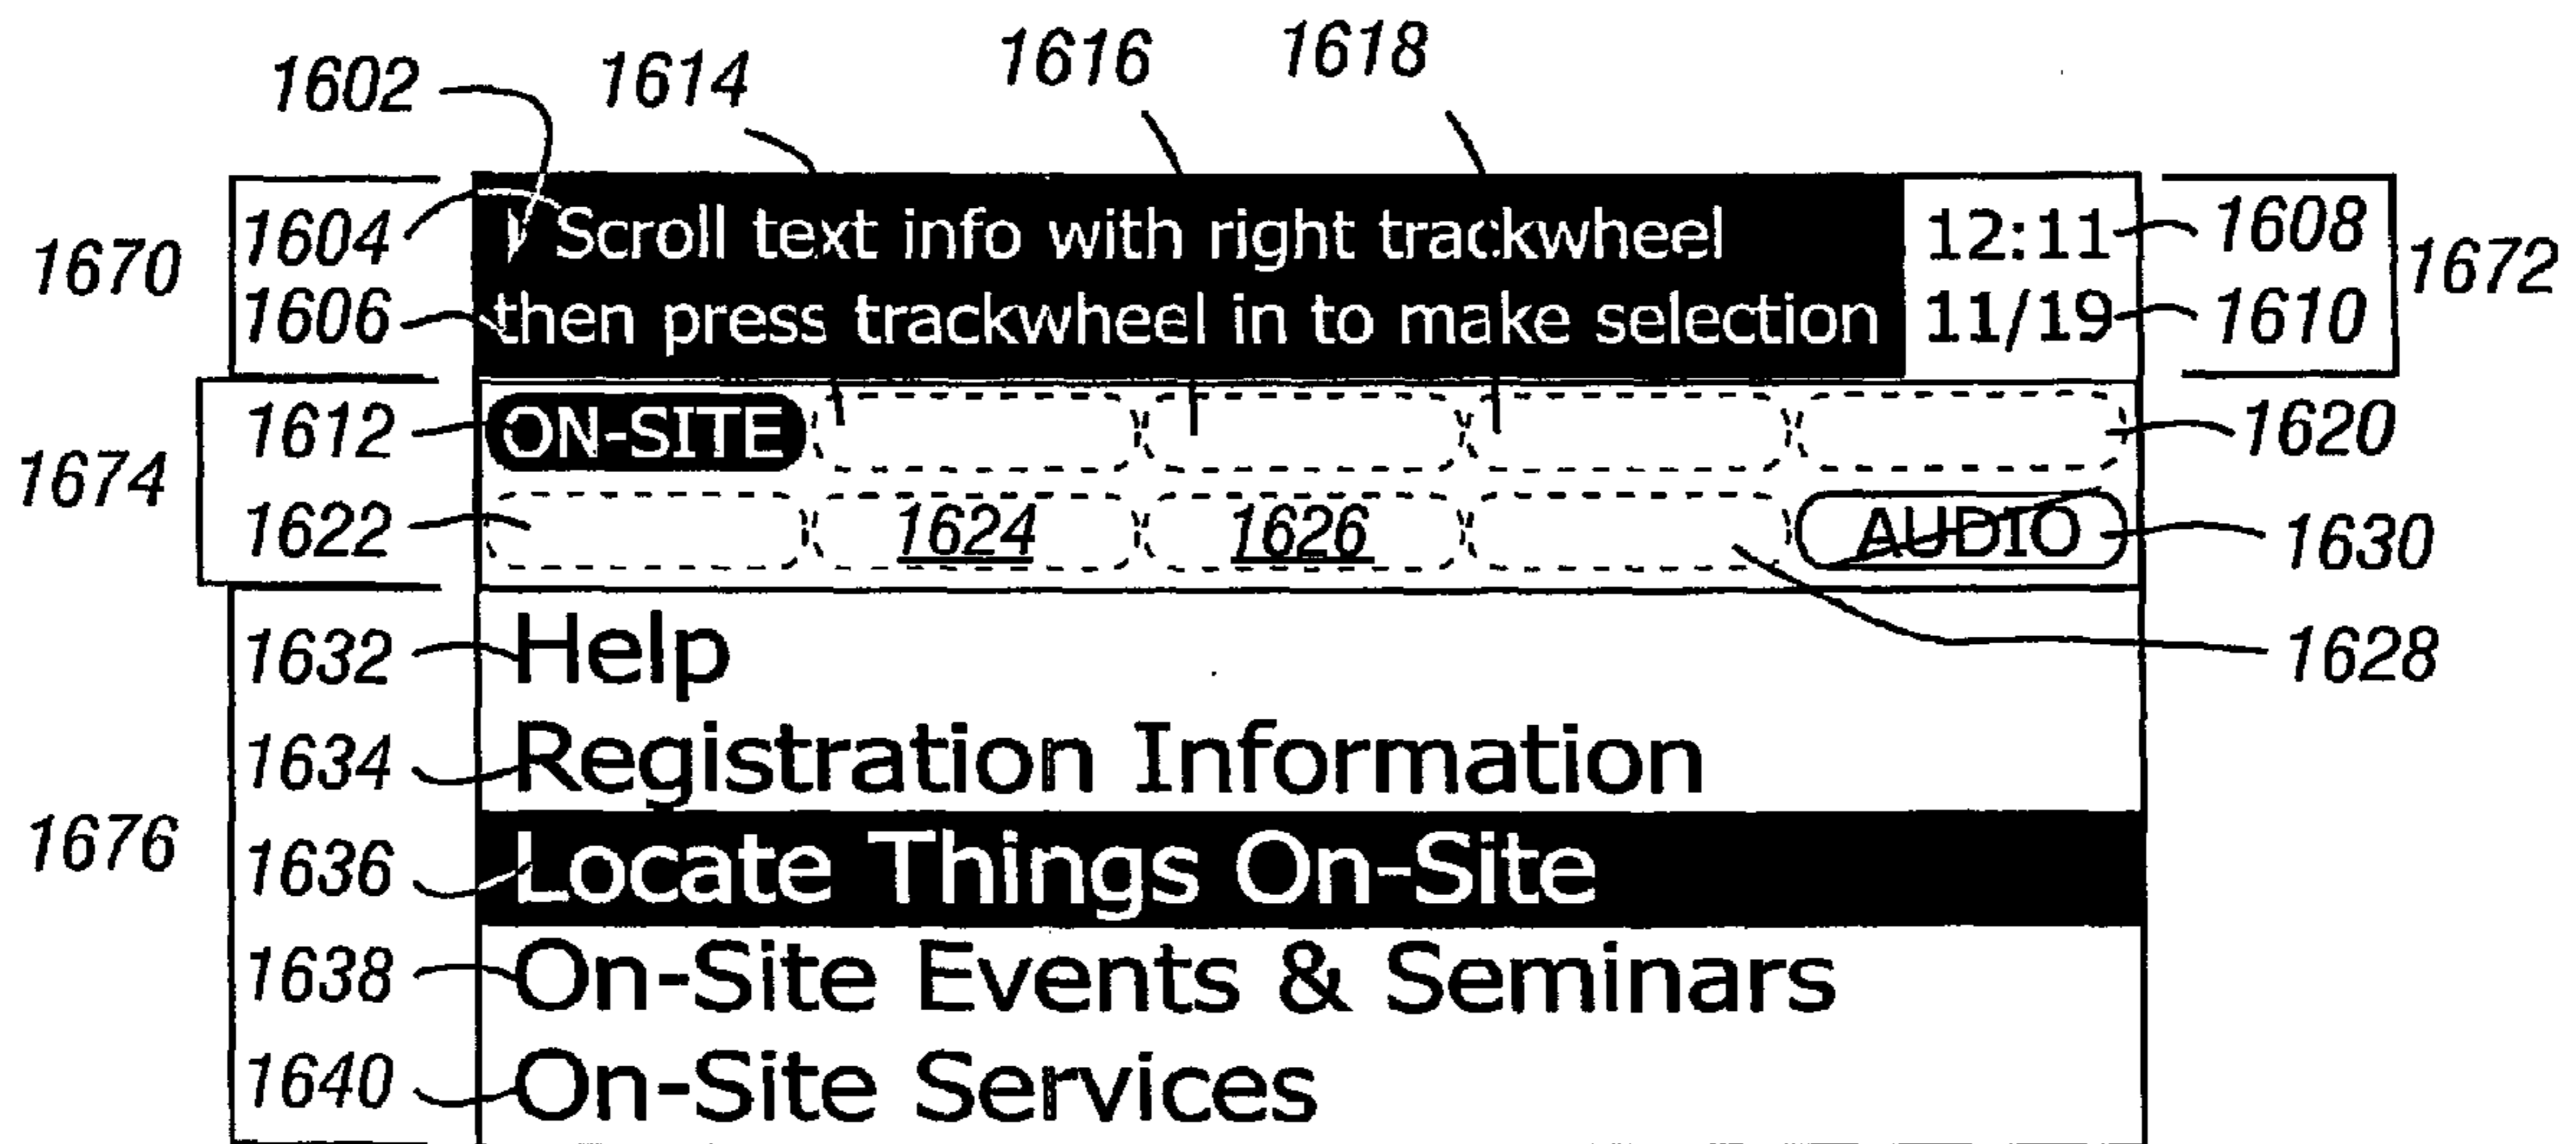 1602 1614 1616 1618
1670 1604 Scroll text info with right trackwheel 12:11 1608 1672
1606 then press trackwheel in to make selection 11/19 1610
1674 1612 ON-SITE 1620
1622 1624 1626 AUDIO 1630
1632 Help 1628
1634 Registration Information
1676 1636 Locate Things On-Site
1638 On-Site Events & Seminars
1640 On-Site Services